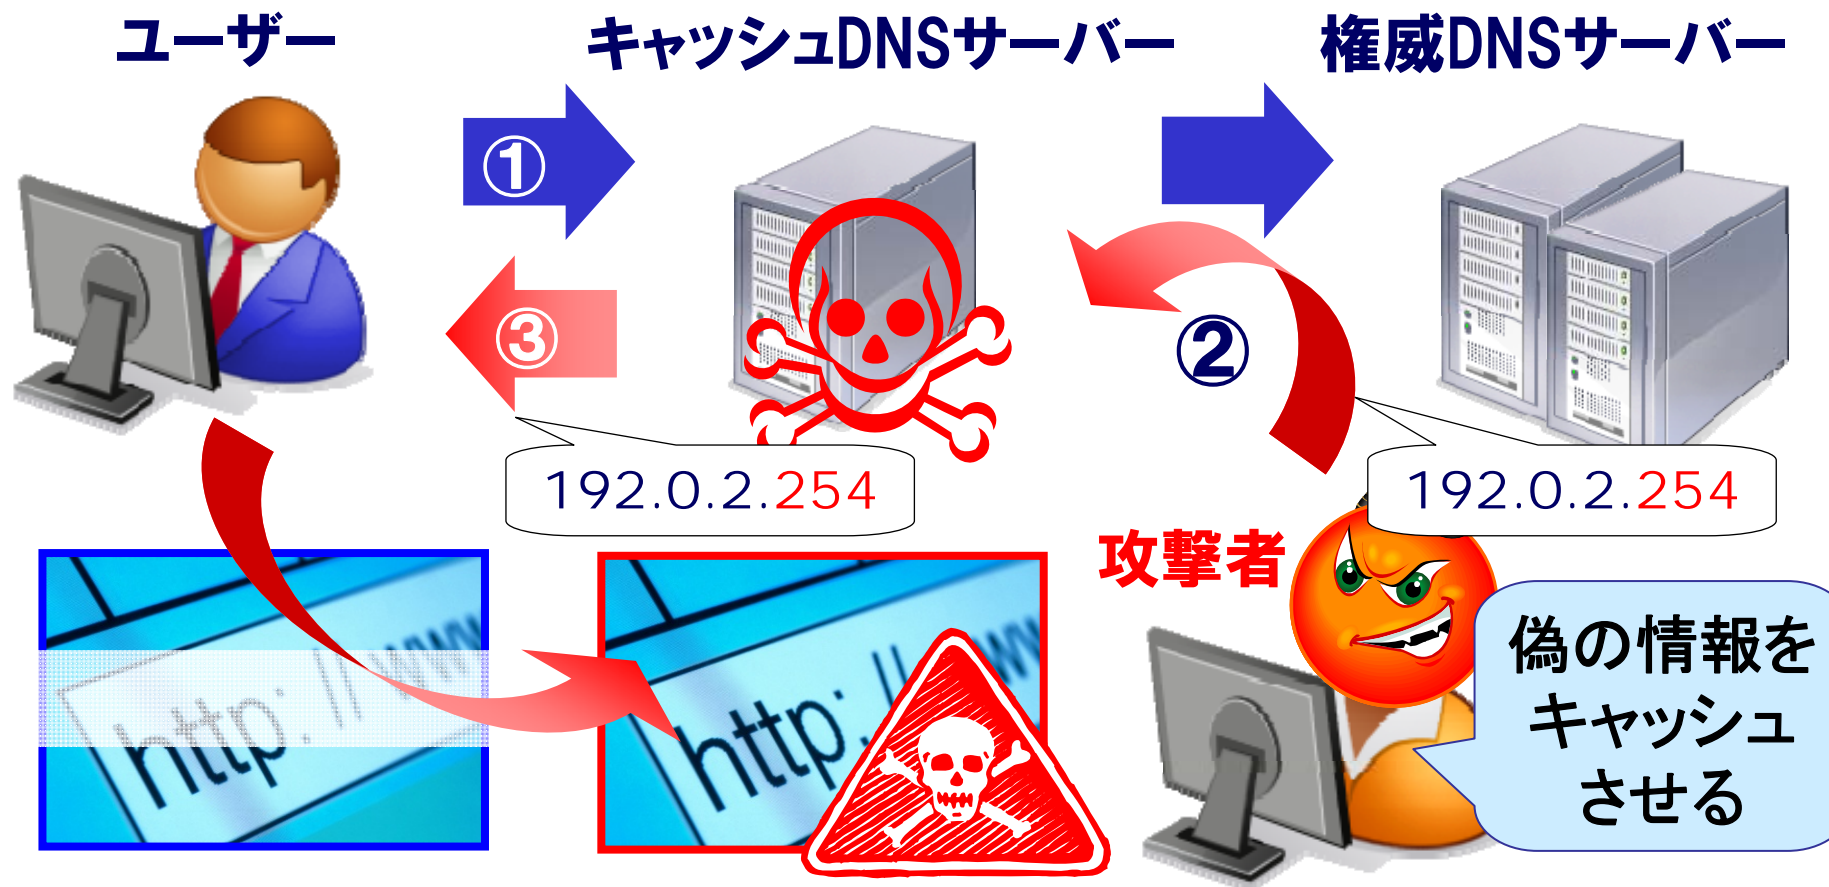 ユーザー
キャッシュDNSサーバー
権威DNSサーバー
①
③
②
192.0.2.254
192.0.2.254
攻撃者
偽の情報を
キャッシュ
させる
http://www
http://ww